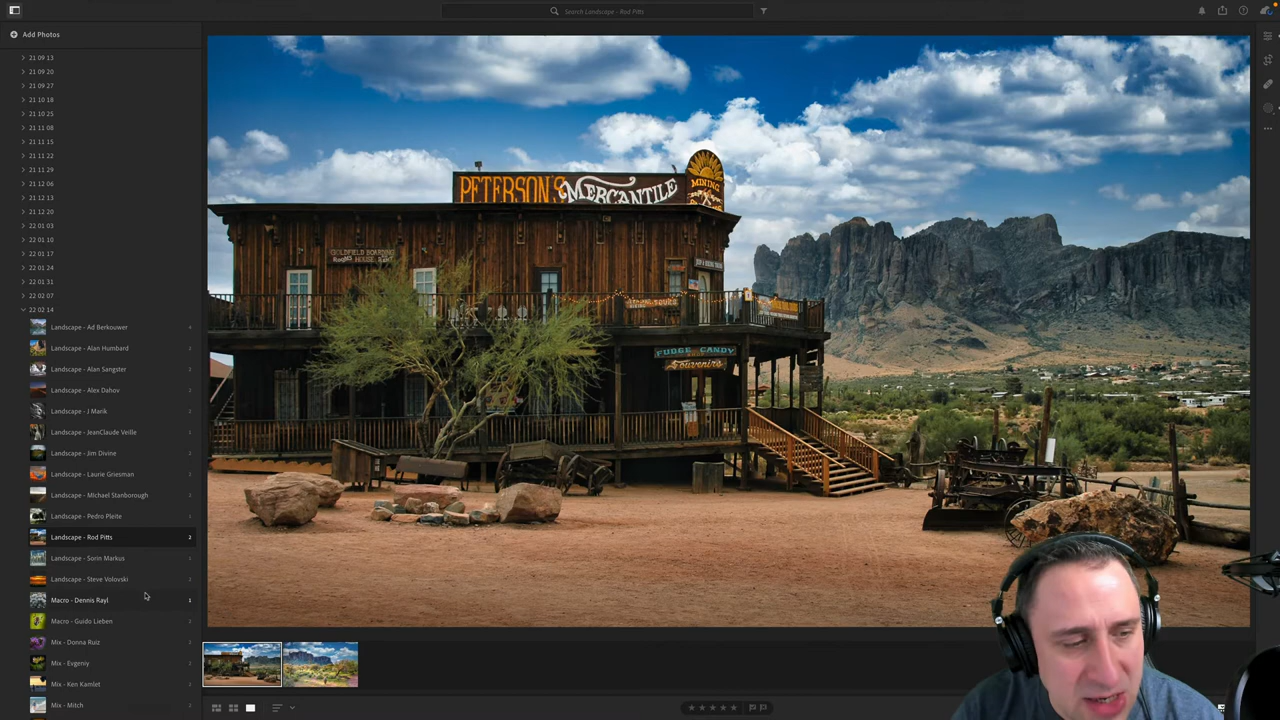 Search Landscape - Rod Pitts
Add Photos
21 09 13
21 09 20
21 09 27
21 10 18
21 10 25
21 11 08
21 11 15
21 11 22
21 11 29
21 12 06
21 12 13
21 12 20
22 01 03
22 01 10
22 01 17
22 01 24
22 01 31
22 02 07
22 02 14
Landscape - Ad Berkouwer 4
Landscape - Alan Humbard 2
Landscape - Alan Sangster
Landscape - Alex Dahov
Landscape - J Marik
Landscape - JeanClaude Veille
Landscape - Jim Divine
Landscape - Laurie Griesman
Landscape - Michael Stanborough
Landscape - Pedro Pleite
Landscape - Rod Pitts 2
Landscape - Sorin Markus
Landscape - Steve Volovski
Macro - Dennis Rayl 1
Macro - Guido Lieben
Mix - Donna Ruiz
Mix - Evgeniy
Mix - Ken Kamlet
Mix - Mitch
PETERSON'S MERCANTILE
MINING
GOLDFIELD BOARDING
ROOMS HOUSE
FUDGE CANDY
Souvenirs